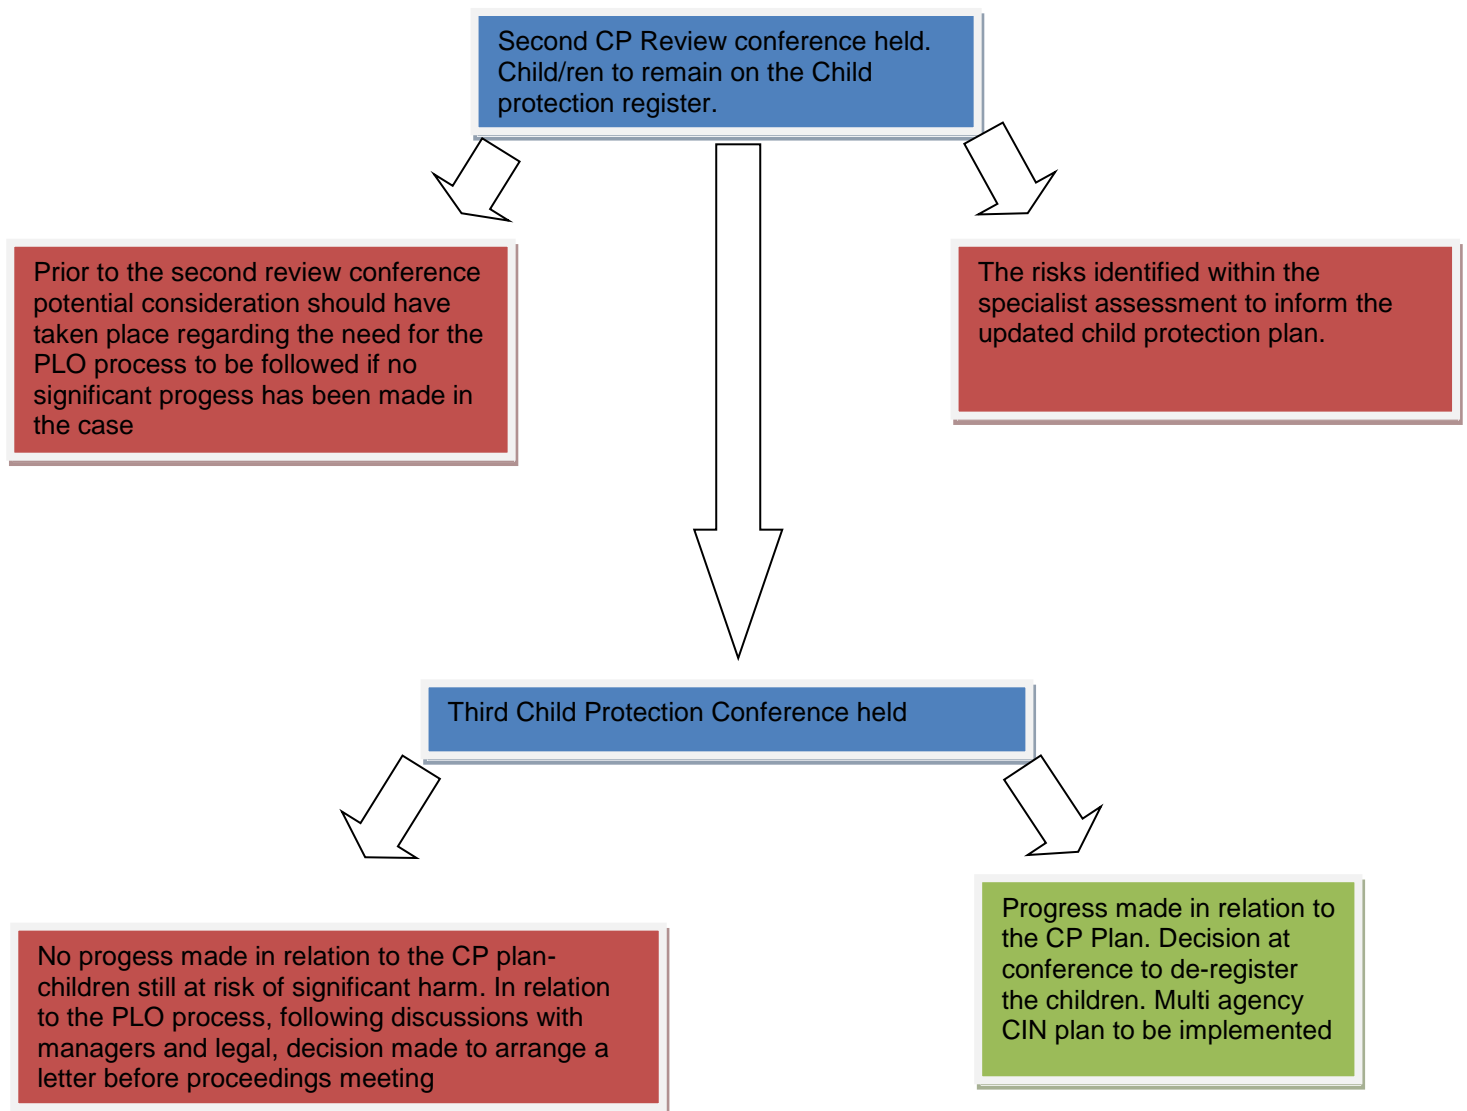 Second CP Review conference held.
Child/ren to remain on the Child
protection register.
Prior to the second review conference
potential consideration should have
taken place regarding the need for the
PLO process to be followed if no
significant progess has been made in
the case
The risks identified within the
specialist assessment to inform the
updated child protection plan.
Third Child Protection Conference held
No progess made in relation to the CP plan-
children still at risk of significant harm. In relation
to the PLO process, following discussions with
managers and legal, decision made to arrange a
letter before proceedings meeting
Progress made in relation to
the CP Plan. Decision at
conference to de-register
the children. Multi agency
CIN plan to be implemented